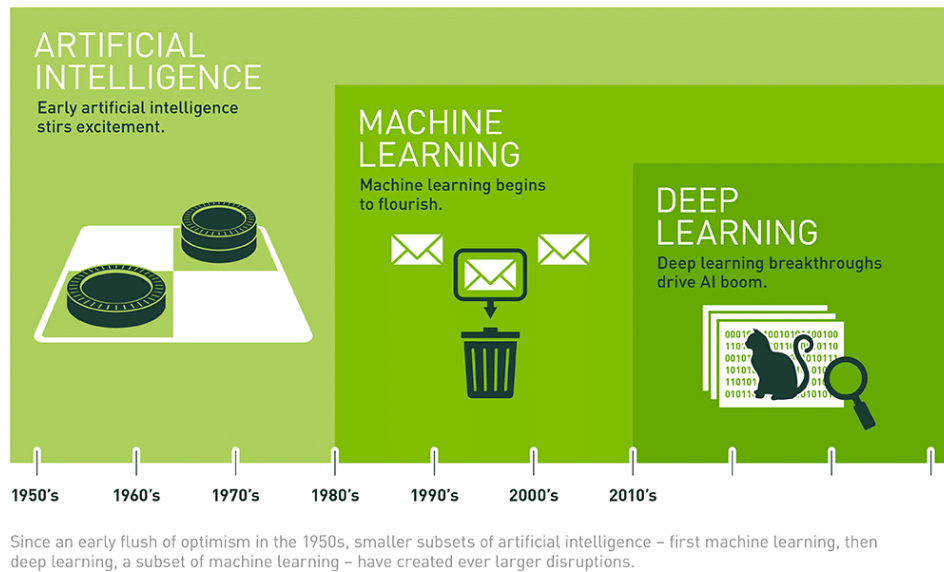 ARTIFICIAL
INTELLIGENCE
Early artificial intelligence
stirs excitement.
MACHINE
LEARNING
Machine learning begins
to flourish.
DEEP
LEARNING
Deep learning breakthroughs
drive AI boom.
1950's
1960's
1970's
1980's
1990's
2000's
2010's
Since an early flush of optimism in the 1950s, smaller subsets of artificial intelligence – first machine learning, then
deep learning, a subset of machine learning – have created ever larger disruptions.